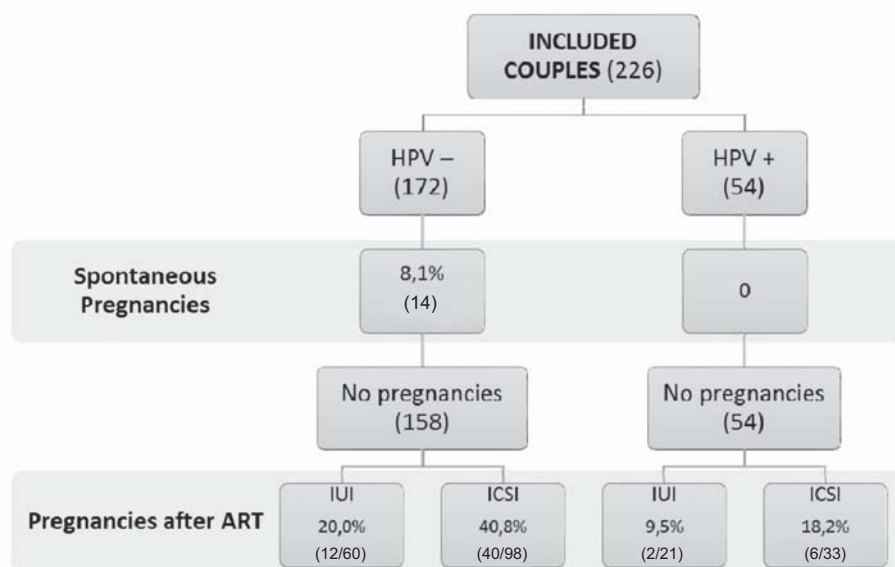 INCLUDED
COUPLES (226)
HPV –
(172)
HPV +
(54)
Spontaneous
Pregnancies
8,1%
(14)
0
No pregnancies
(158)
No pregnancies
(54)
Pregnancies after ART
IUI
20,0%
(12/60)
ICSI
40,8%
(40/98)
IUI
9,5%
(2/21)
ICSI
18,2%
(6/33)